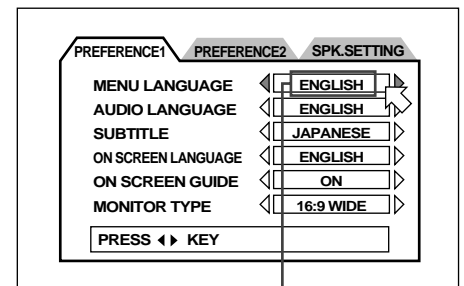 PREFERENCE1 PREFERENCE2 SPK.SETTING
MENU LANGUAGE ENGLISH
AUDIO LANGUAGE ENGLISH
SUBTITLE JAPANESE
ON SCREEN LANGUAGE ENGLISH
ON SCREEN GUIDE ON
MONITOR TYPE 16:9 WIDE
PRESS ◀ ▶ KEY